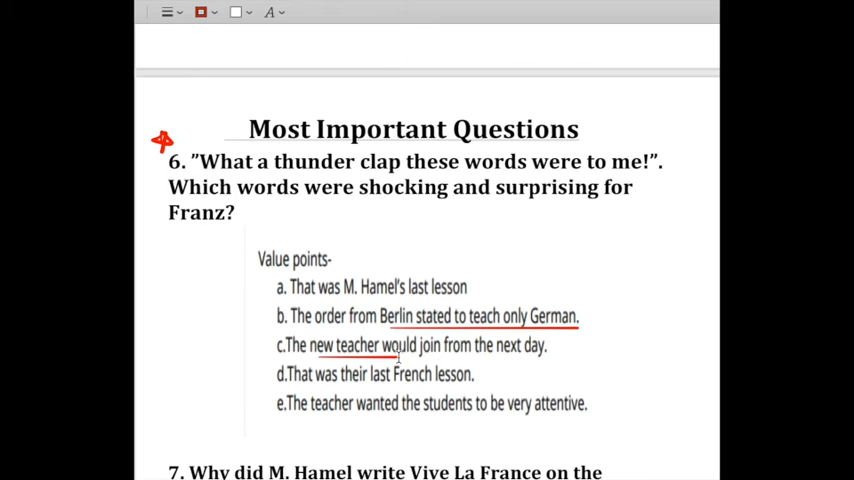 A
Most Important Questions
6. ”What a thunder clap these words were to me!”.
Which words were shocking and surprising for
Franz?
Value points-
a. That was M. Hamel's last lesson
b. The order from Berlin stated to teach only German.
c.The new teacher would join from the next day.
d.That was their last French lesson.
e.The teacher wanted the students to be very attentive.
7. Why did M. Hamel write Vive La France on the